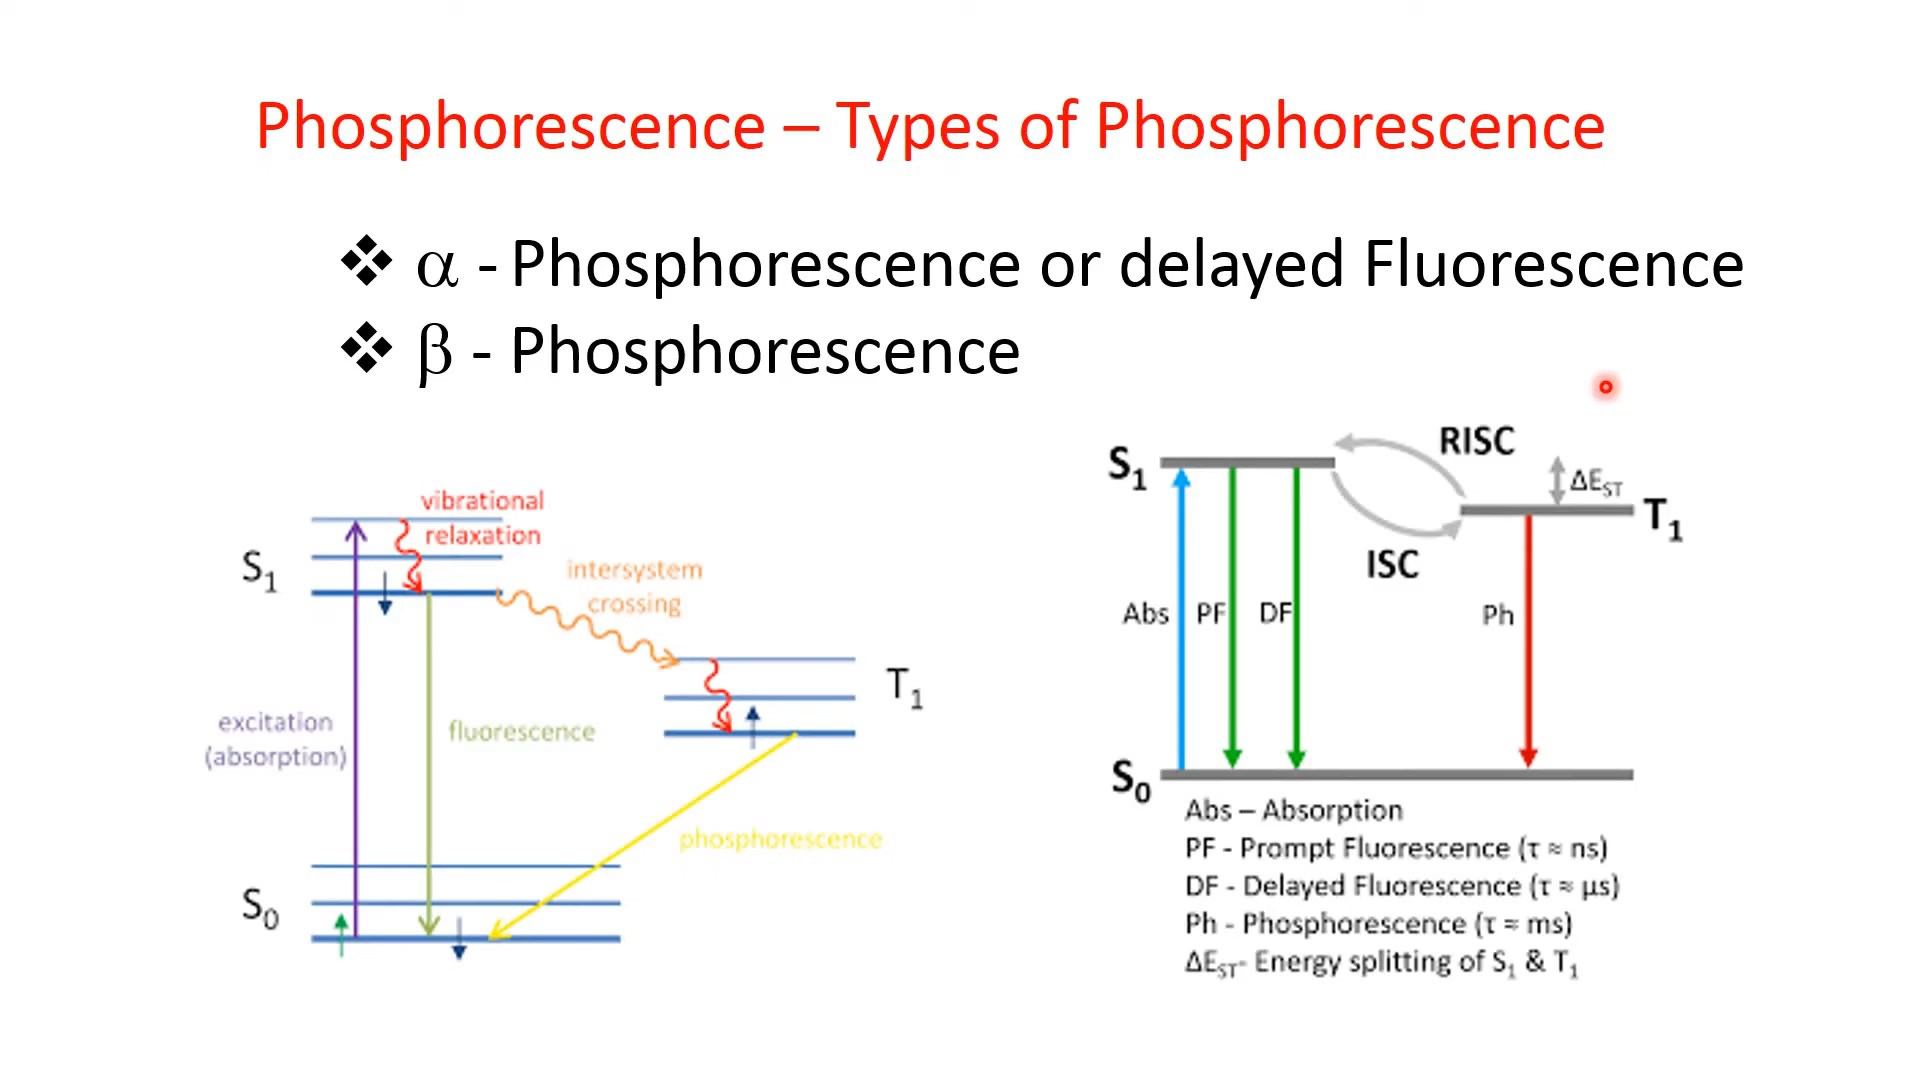 Phosphorescence – Types of Phosphorescence
❖ α - Phosphorescence or delayed Fluorescence
❖ β - Phosphorescence
vibrational
relaxation
S₁
intersystem
crossing
T₁
excitation
(absorption)
fluorescence
phosphorescence
S₀
RISC
S₁
ΔE_ST
T₁
ISC
Abs
PF
DF
Ph
S₀
Abs – Absorption
PF - Prompt Fluorescence (τ ≈ ns)
DF - Delayed Fluorescence (τ ≈ μs)
Ph - Phosphorescence (τ ≈ ms)
ΔE_ST- Energy splitting of S₁ & T₁